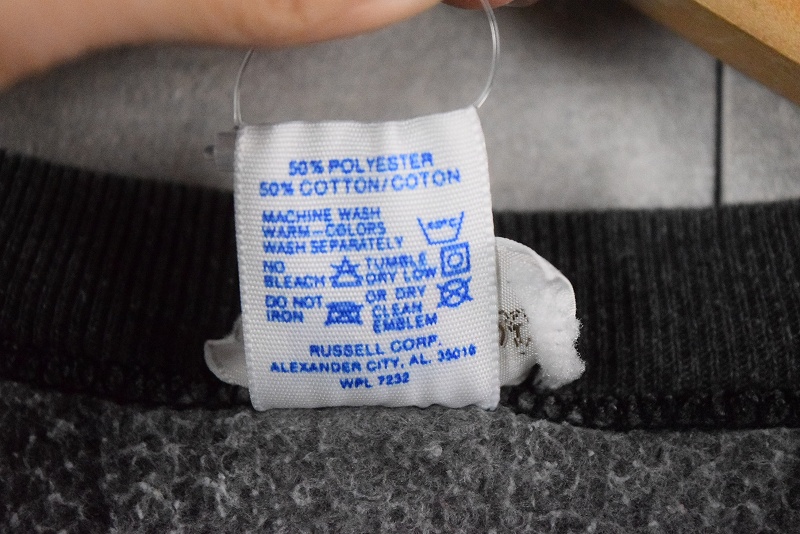 50% POLYESTER
50% COTTON/COTON
MACHINE WASH
WARM-COLORS
WASH SEPARATELY
40°C
NO
BLEACH
TUMBLE
DRY LOW
DO NOT
IRON
OR DRY
CLEAN
EMBLEM
RUSSELL CORP.
ALEXANDER CITY, AL. 35010
WPL 7232